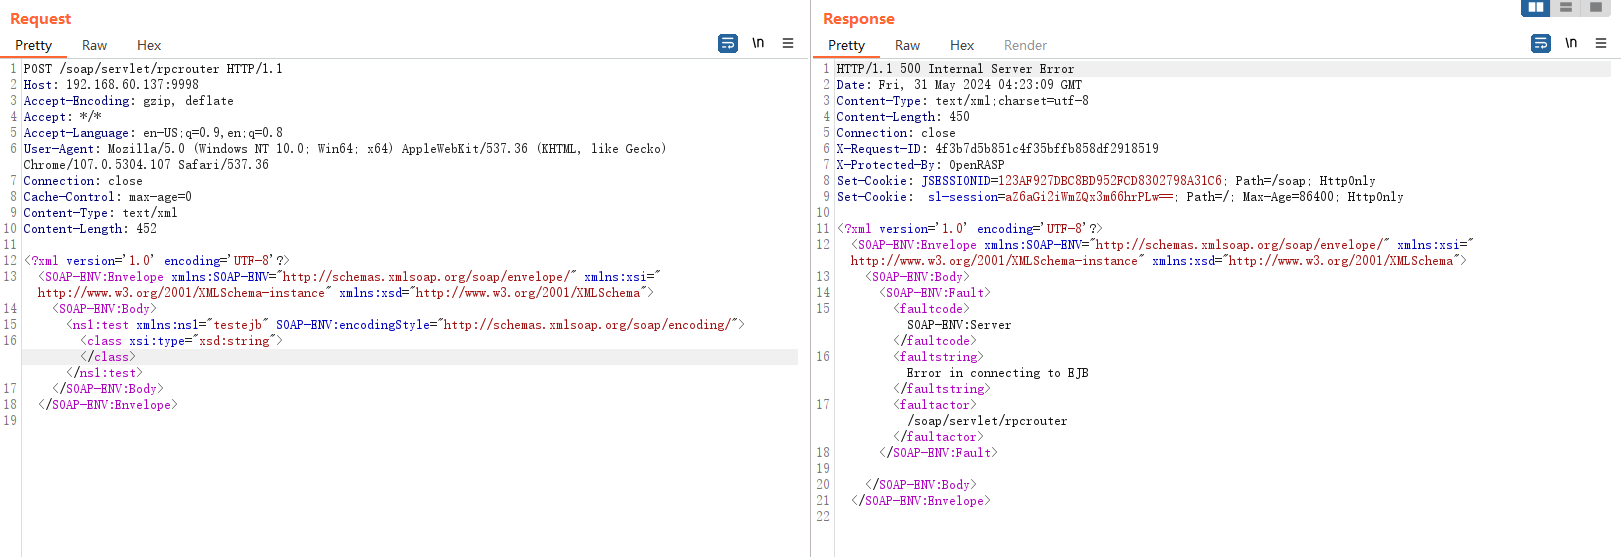 Request
Pretty Raw Hex \n
1 POST /soap/servlet/rpcrouter HTTP/1.1
2 Host: 192.168.60.137:9998
3 Accept-Encoding: gzip, deflate
4 Accept: */*
5 Accept-Language: en-US;q=0.9,en;q=0.8
6 User-Agent: Mozilla/5.0 (Windows NT 10.0; Win64; x64) AppleWebKit/537.36 (KHTML, like Gecko)
Chrome/107.0.5304.107 Safari/537.36
7 Connection: close
8 Cache-Control: max-age=0
9 Content-Type: text/xml
10 Content-Length: 452
11
12 <?xml version='1.0' encoding='UTF-8'?>
13 <SOAP-ENV:Envelope xmlns:SOAP-ENV="http://schemas.xmlsoap.org/soap/envelope/" xmlns:xsi="
http://www.w3.org/2001/XMLSchema-instance" xmlns:xsd="http://www.w3.org/2001/XMLSchema">
14 <SOAP-ENV:Body>
15 <ns1:test xmlns:ns1="testejb" SOAP-ENV:encodingStyle="http://schemas.xmlsoap.org/soap/encoding/">
16 <class xsi:type="xsd:string">
</class>
</ns1:test>
17 </SOAP-ENV:Body>
18 </SOAP-ENV:Envelope>
19
Response
Pretty Raw Hex Render \n
1 HTTP/1.1 500 Internal Server Error
2 Date: Fri, 31 May 2024 04:23:09 GMT
3 Content-Type: text/xml;charset=utf-8
4 Content-Length: 450
5 Connection: close
6 X-Request-ID: 4f3b7d5b851c4f35bffb858df2918519
7 X-Protected-By: OpenRASP
8 Set-Cookie: JSESSIONID=123AF927DBC8BD952FCD8302798A31C6; Path=/soap; HttpOnly
9 Set-Cookie: sl-session=aZ6aGi2iWmZQx3m66hrPLw==; Path=/; Max-Age=86400; HttpOnly
10
11 <?xml version='1.0' encoding='UTF-8'?>
12 <SOAP-ENV:Envelope xmlns:SOAP-ENV="http://schemas.xmlsoap.org/soap/envelope/" xmlns:xsi="
http://www.w3.org/2001/XMLSchema-instance" xmlns:xsd="http://www.w3.org/2001/XMLSchema">
13 <SOAP-ENV:Body>
14 <SOAP-ENV:Fault>
15 <faultcode>
SOAP-ENV:Server
</faultcode>
16 <faultstring>
Error in connecting to EJB
</faultstring>
17 <faultactor>
/soap/servlet/rpcrouter
</faultactor>
18 </SOAP-ENV:Fault>
19
20 </SOAP-ENV:Body>
21 </SOAP-ENV:Envelope>
22